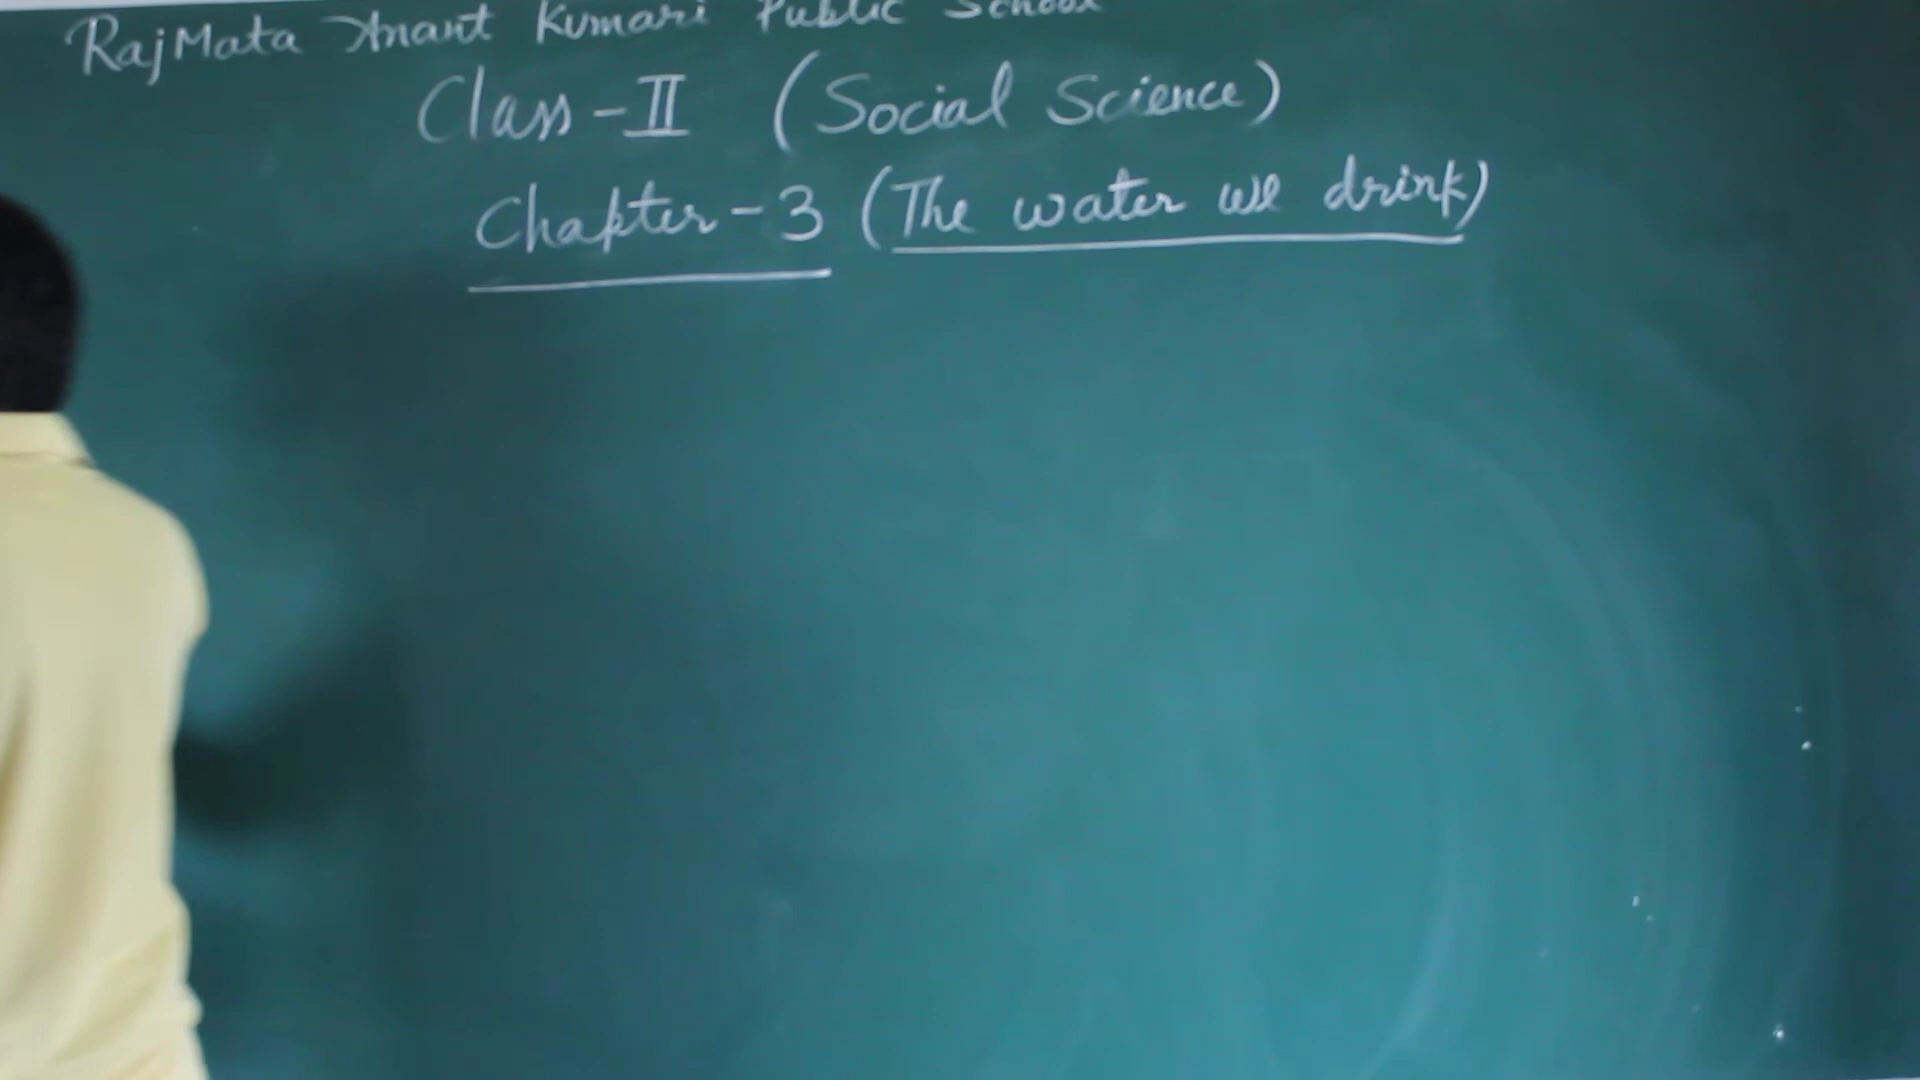 RajMata Anant Kumari Public School
Class-II (Social Science)
Chapter-3 (The water we drink)